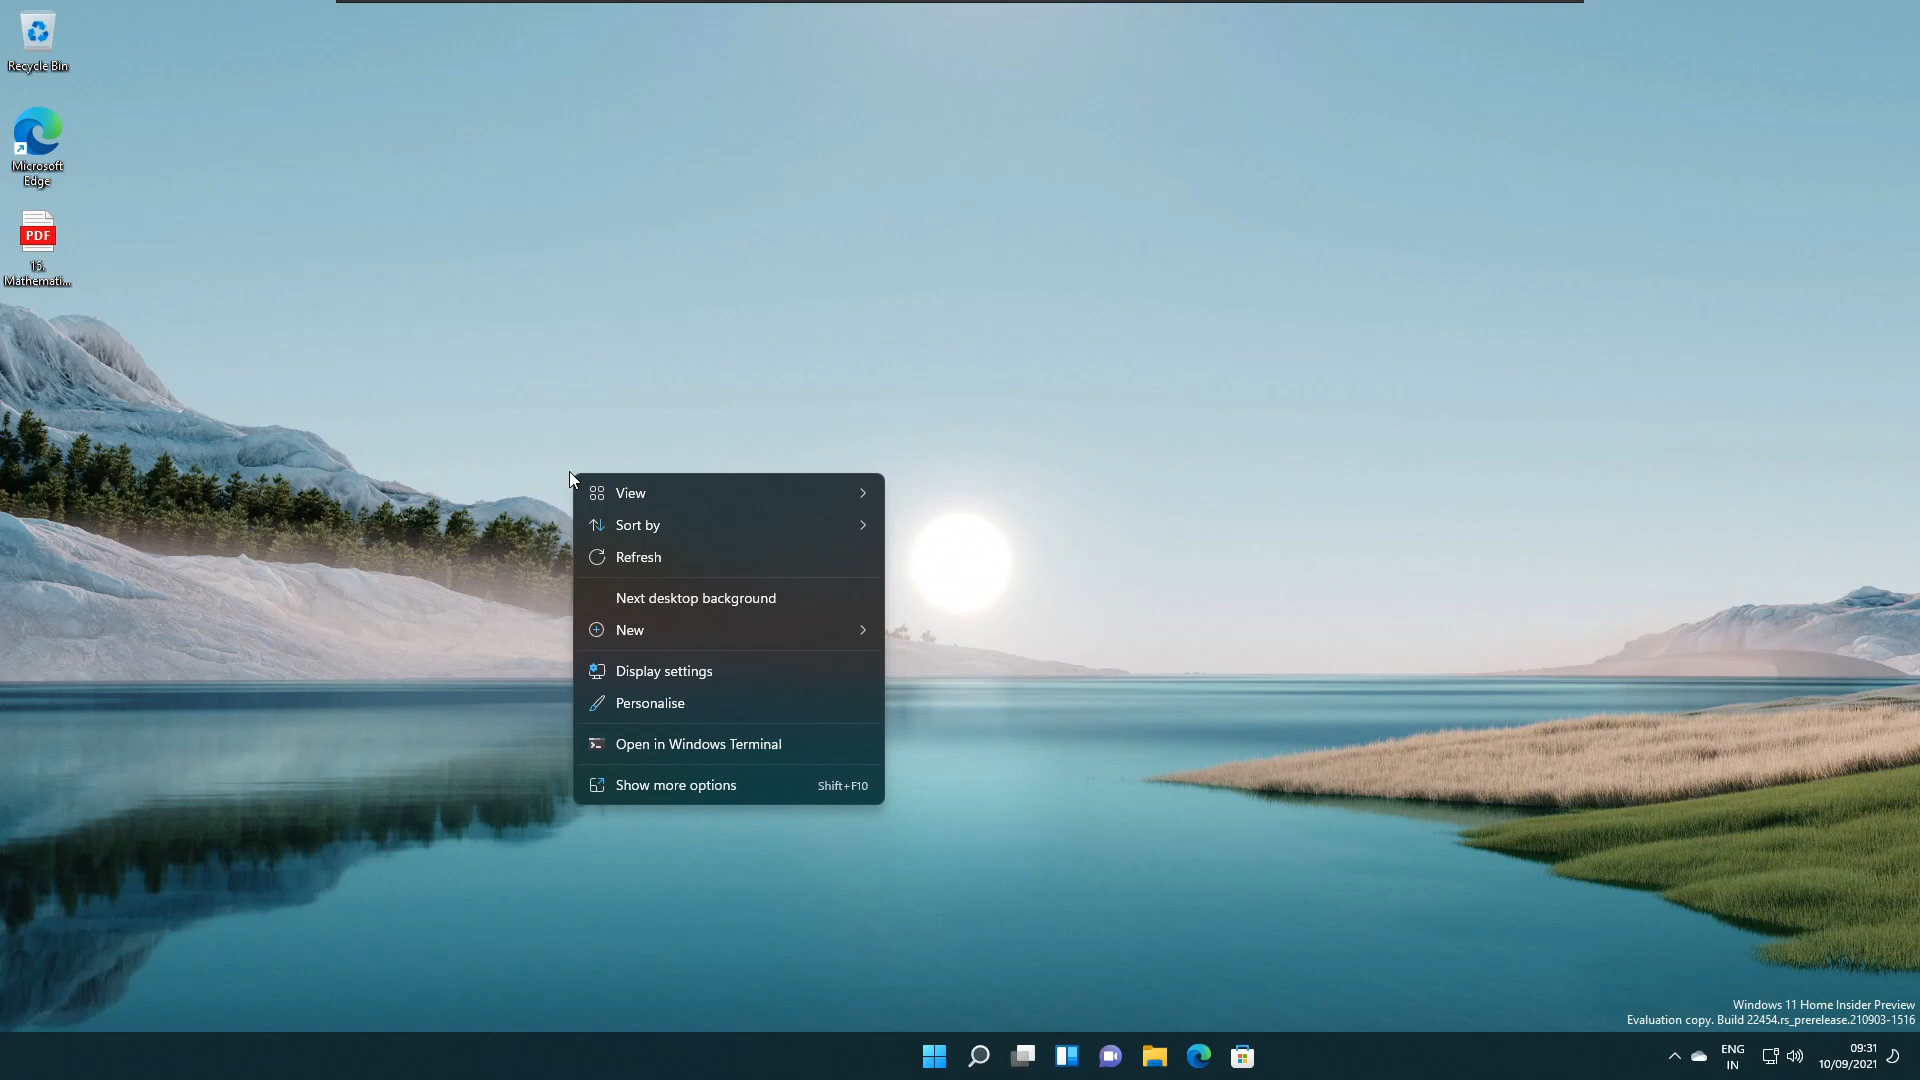 Recycle Bin
Microsoft
Edge
PDF
15.
Mathemati...
View
Sort by
Refresh
Next desktop background
New
Display settings
Personalise
Open in Windows Terminal
Show more options Shift+F10
Windows 11 Home Insider Preview
Evaluation copy. Build 22454.rs_prerelease.210903-1516
ENG
IN
09:31
10/09/2021